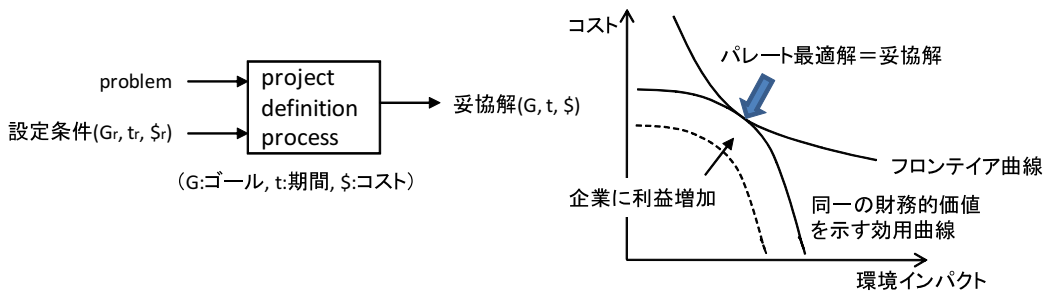 problem
設定条件(Gr, tr, $r)
project
definition
process
妥協解(G, t, $)
(G:ゴール, t:期間, $:コスト)
コスト
パレート最適解＝妥協解
フロンテイア曲線
企業に利益増加
同一の財務的価値
を示す効用曲線
環境インパクト